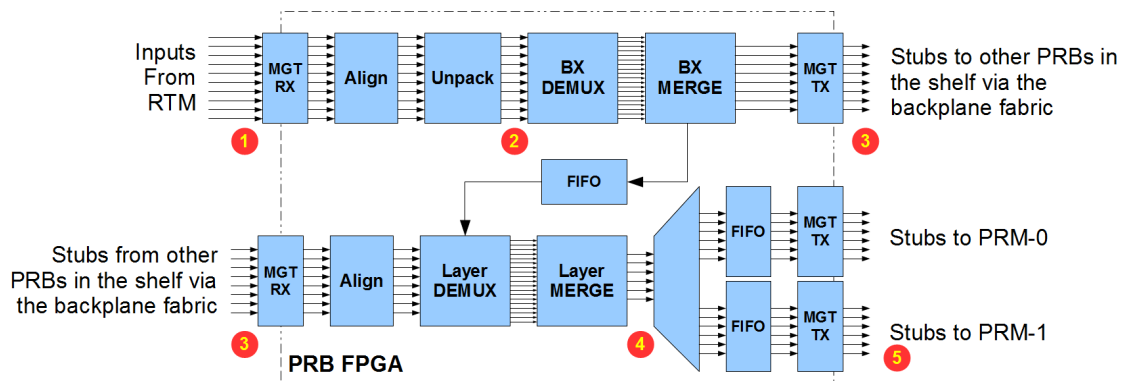 Inputs
From
RTM
MGT
RX
Align
Unpack
BX
DEMUX
BX
MERGE
MGT
TX
Stubs to other PRBs in
the shelf via the
backplane fabric
1
2
3
FIFO
Stubs from other
PRBs in the shelf via
the backplane fabric
MGT
RX
Align
Layer
DEMUX
Layer
MERGE
FIFO
MGT
TX
Stubs to PRM-0
FIFO
MGT
TX
Stubs to PRM-1
3
4
5
PRB FPGA